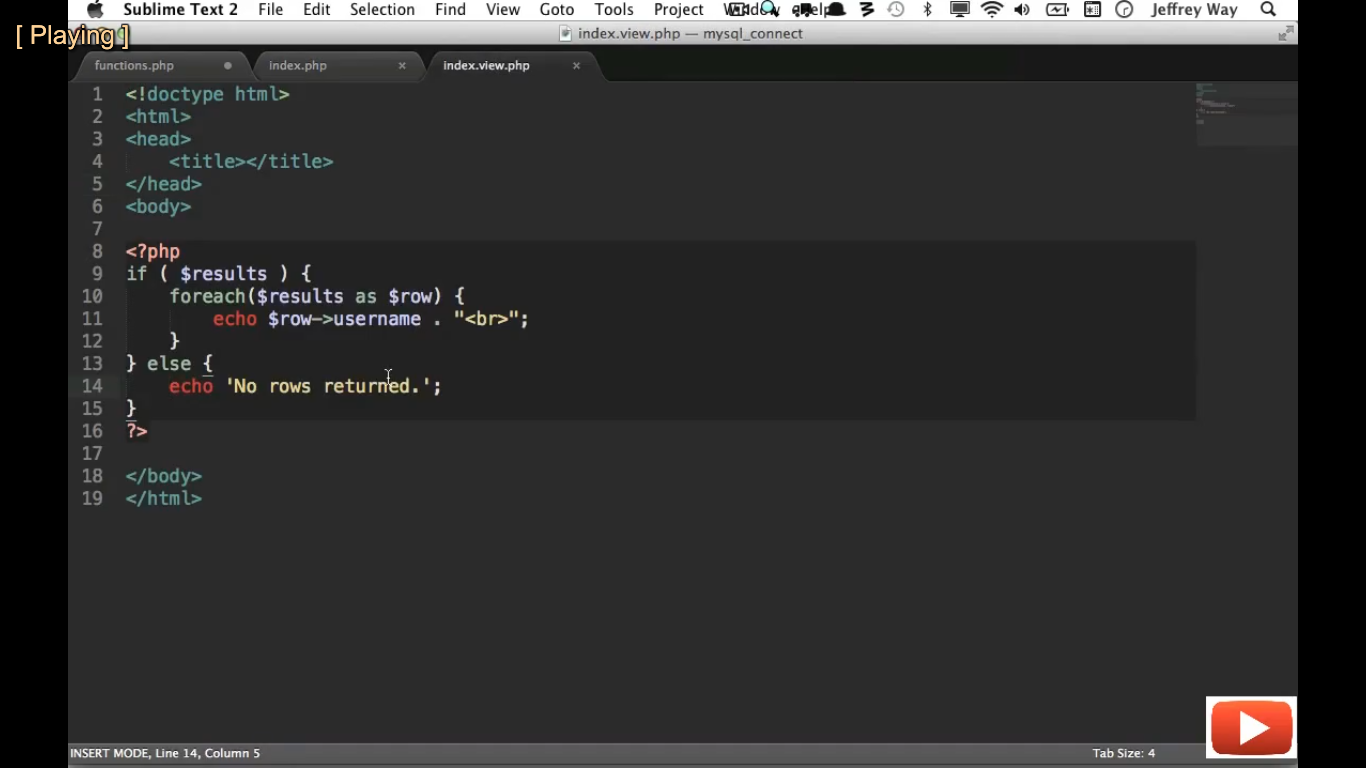 Sublime Text 2 File Edit Selection Find View Goto Tools Project
Jeffrey Way
[ Playing ]
index.view.php — mysql_connect
functions.php
index.php
index.view.php
1 <!doctype html>
2 <html>
3 <head>
4     <title></title>
5 </head>
6 <body>
7
8 <?php
9 if ( $results ) {
10     foreach($results as $row) {
11         echo $row->username . "<br>";
12     }
13 } else {
14     echo 'No rows returned.';
15 }
16 ?>
17
18 </body>
19 </html>
INSERT MODE, Line 14, Column 5
Tab Size: 4